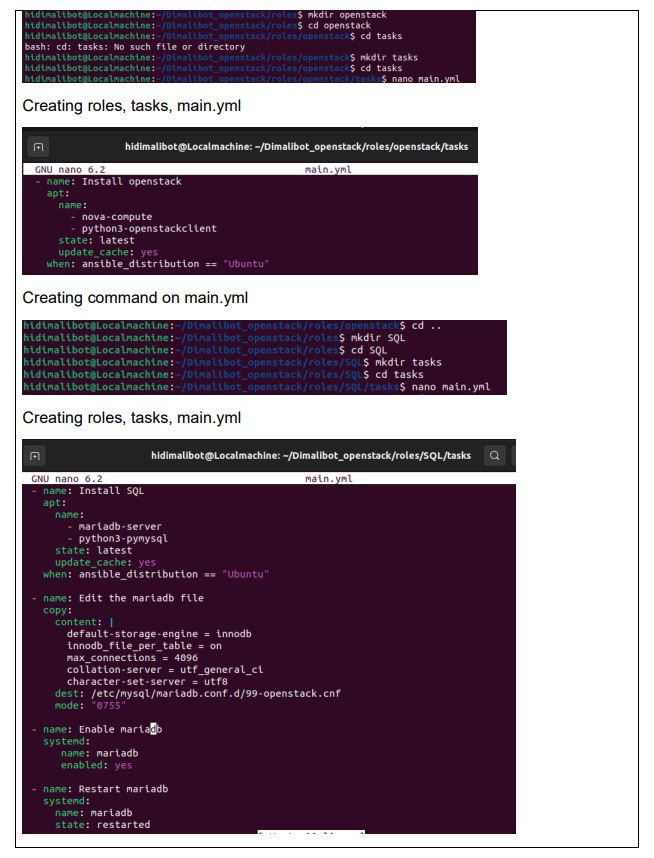 hidimalibot@Localmachine:~/Dimalibot_openstack/roles$ mkdir openstack
hidimalibot@Localmachine:~/Dimalibot_openstack/roles$ cd openstack
hidimalibot@Localmachine:~/Dimalibot_openstack/roles/openstack$ cd tasks
bash: cd: tasks: No such file or directory
hidimalibot@Localmachine:~/Dimalibot_openstack/roles/openstack$ mkdir tasks
hidimalibot@Localmachine:~/Dimalibot_openstack/roles/openstack$ cd tasks
hidimalibot@Localmachine:~/Dimalibot_openstack/roles/openstack/tasks$ nano main.yml
Creating roles, tasks, main.yml
hidimalibot@Localmachine: ~/Dimalibot_openstack/roles/openstack/tasks
GNU nano 6.2 main.yml
- name: Install openstack
apt:
name:
- nova-compute
- python3-openstackclient
state: latest
update_cache: yes
when: ansible_distribution == "Ubuntu"
Creating command on main.yml
hidimalibot@Localmachine:~/Dimalibot_openstack/roles/openstack$ cd ..
hidimalibot@Localmachine:~/Dimalibot_openstack/roles$ mkdir SQL
hidimalibot@Localmachine:~/Dimalibot_openstack/roles$ cd SQL
hidimalibot@Localmachine:~/Dimalibot_openstack/roles/SQL$ mkdir tasks
hidimalibot@Localmachine:~/Dimalibot_openstack/roles/SQL$ cd tasks
hidimalibot@Localmachine:~/Dimalibot_openstack/roles/SQL/tasks$ nano main.yml
Creating roles, tasks, main.yml
hidimalibot@Localmachine: ~/Dimalibot_openstack/roles/SQL/tasks
GNU nano 6.2 main.yml
- name: Install SQL
apt:
name:
- mariadb-server
- python3-pymysql
state: latest
update_cache: yes
when: ansible_distribution == "Ubuntu"
- name: Edit the mariadb file
copy:
content: |
default-storage-engine = innodb
innodb_file_per_table = on
max_connections = 4096
collation-server = utf_general_ci
character-set-server = utf8
dest: /etc/mysql/mariadb.conf.d/99-openstack.cnf
mode: "0755"
- name: Enable mariadb
systemd:
name: mariadb
enabled: yes
- name: Restart mariadb
systemd:
name: mariadb
state: restarted